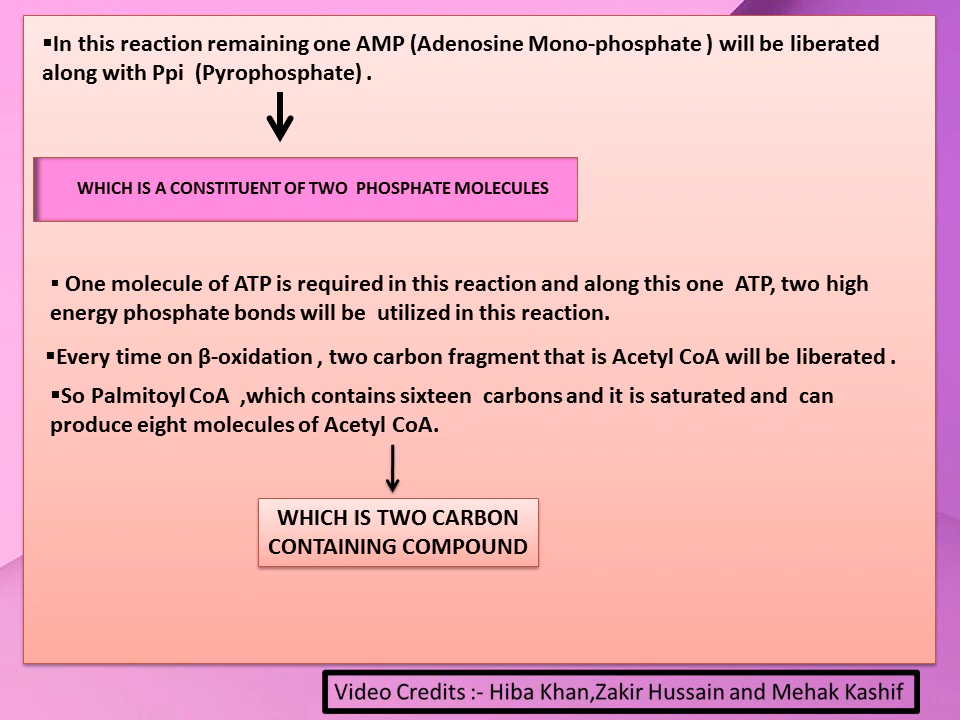 ▪In this reaction remaining one AMP (Adenosine Mono-phosphate ) will be liberated
along with Ppi (Pyrophosphate) .
WHICH IS A CONSTITUENT OF TWO PHOSPHATE MOLECULES
▪ One molecule of ATP is required in this reaction and along this one ATP, two high
energy phosphate bonds will be utilized in this reaction.
▪Every time on β-oxidation , two carbon fragment that is Acetyl CoA will be liberated .
▪So Palmitoyl CoA ,which contains sixteen carbons and it is saturated and can
produce eight molecules of Acetyl CoA.
WHICH IS TWO CARBON
CONTAINING COMPOUND
Video Credits :- Hiba Khan,Zakir Hussain and Mehak Kashif